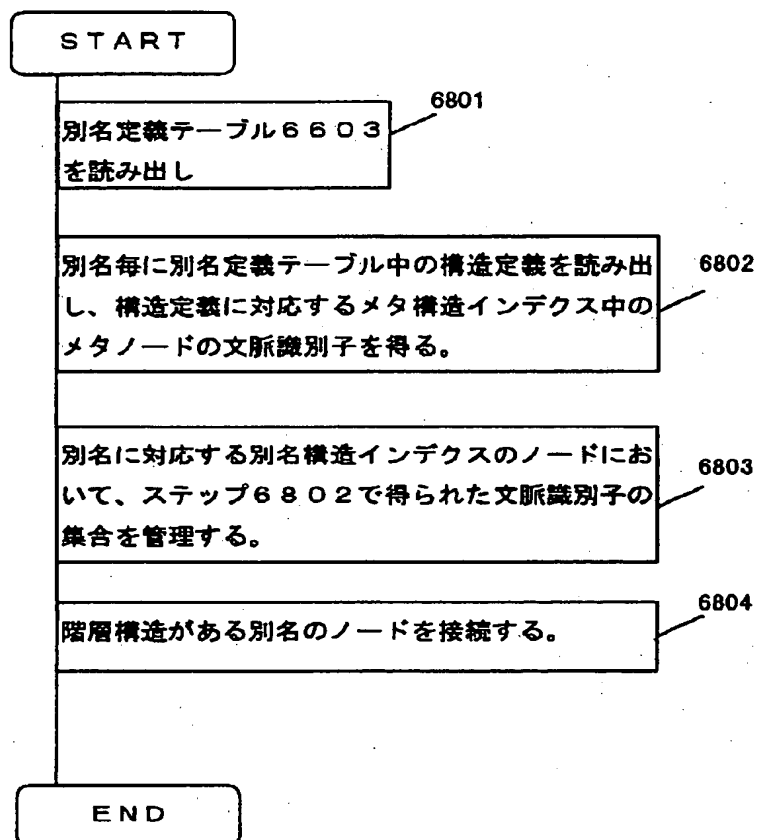 START
6801
別名定義テーブル6603
を読み出し
6802
別名毎に別名定義テーブル中の構造定義を読み出
し、構造定義に対応するメタ構造インデクス中の
メタノードの文脈識別子を得る。
6803
別名に対応する別名構造インデクスのノードにお
いて、ステップ6802で得られた文脈識別子の
集合を管理する。
6804
階層構造がある別名のノードを接続する。
END